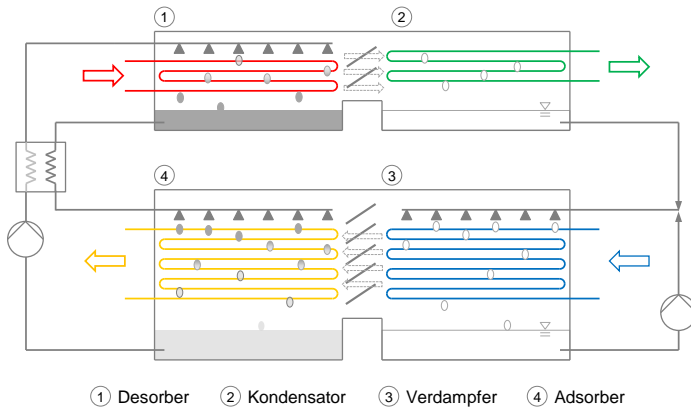 ① ②
④ ③
① Desorber ② Kondensator ③ Verdampfer ④ Adsorber